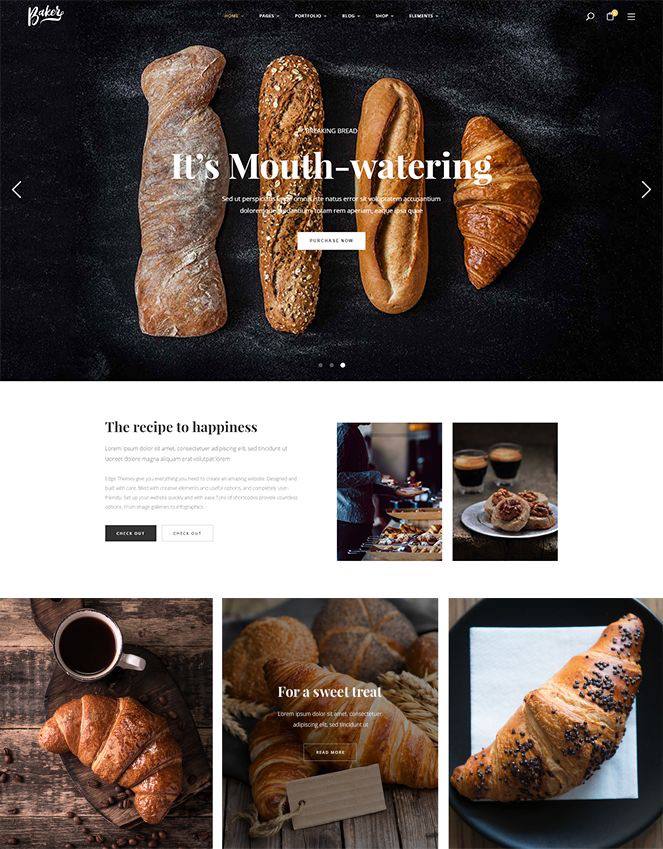 Baker
HOME PAGES PORTFOLIO BLOG SHOP ELEMENTS
BREAKING BREAD
It's Mouth-watering
Sed ut perspiciatis unde omnis iste natus error sit voluptatem accusantium
doloremque laudantium, totam rem aperiam, eaque ipsa quae
PURCHASE NOW
The recipe to happiness
Lorem ipsum dolor sit amet, consectetuer adipiscing elit, sed tincidunt ut
laoreet dolore magna aliquam erat volutpat lorem
Edge Themes give you everything you need to create an amazing website. Designed and
built with care, filled with creative elements and useful options, and completely user-
friendly. Set up your website quickly and with ease. Tons of shortcodes provide countless
options, from image galleries to infographics.
CHECK OUT CHECK OUT
For a sweet treat
Lorem ipsum dolor sit amet, consectetuer
adipiscing elit, sed tincidunt ut
READ MORE